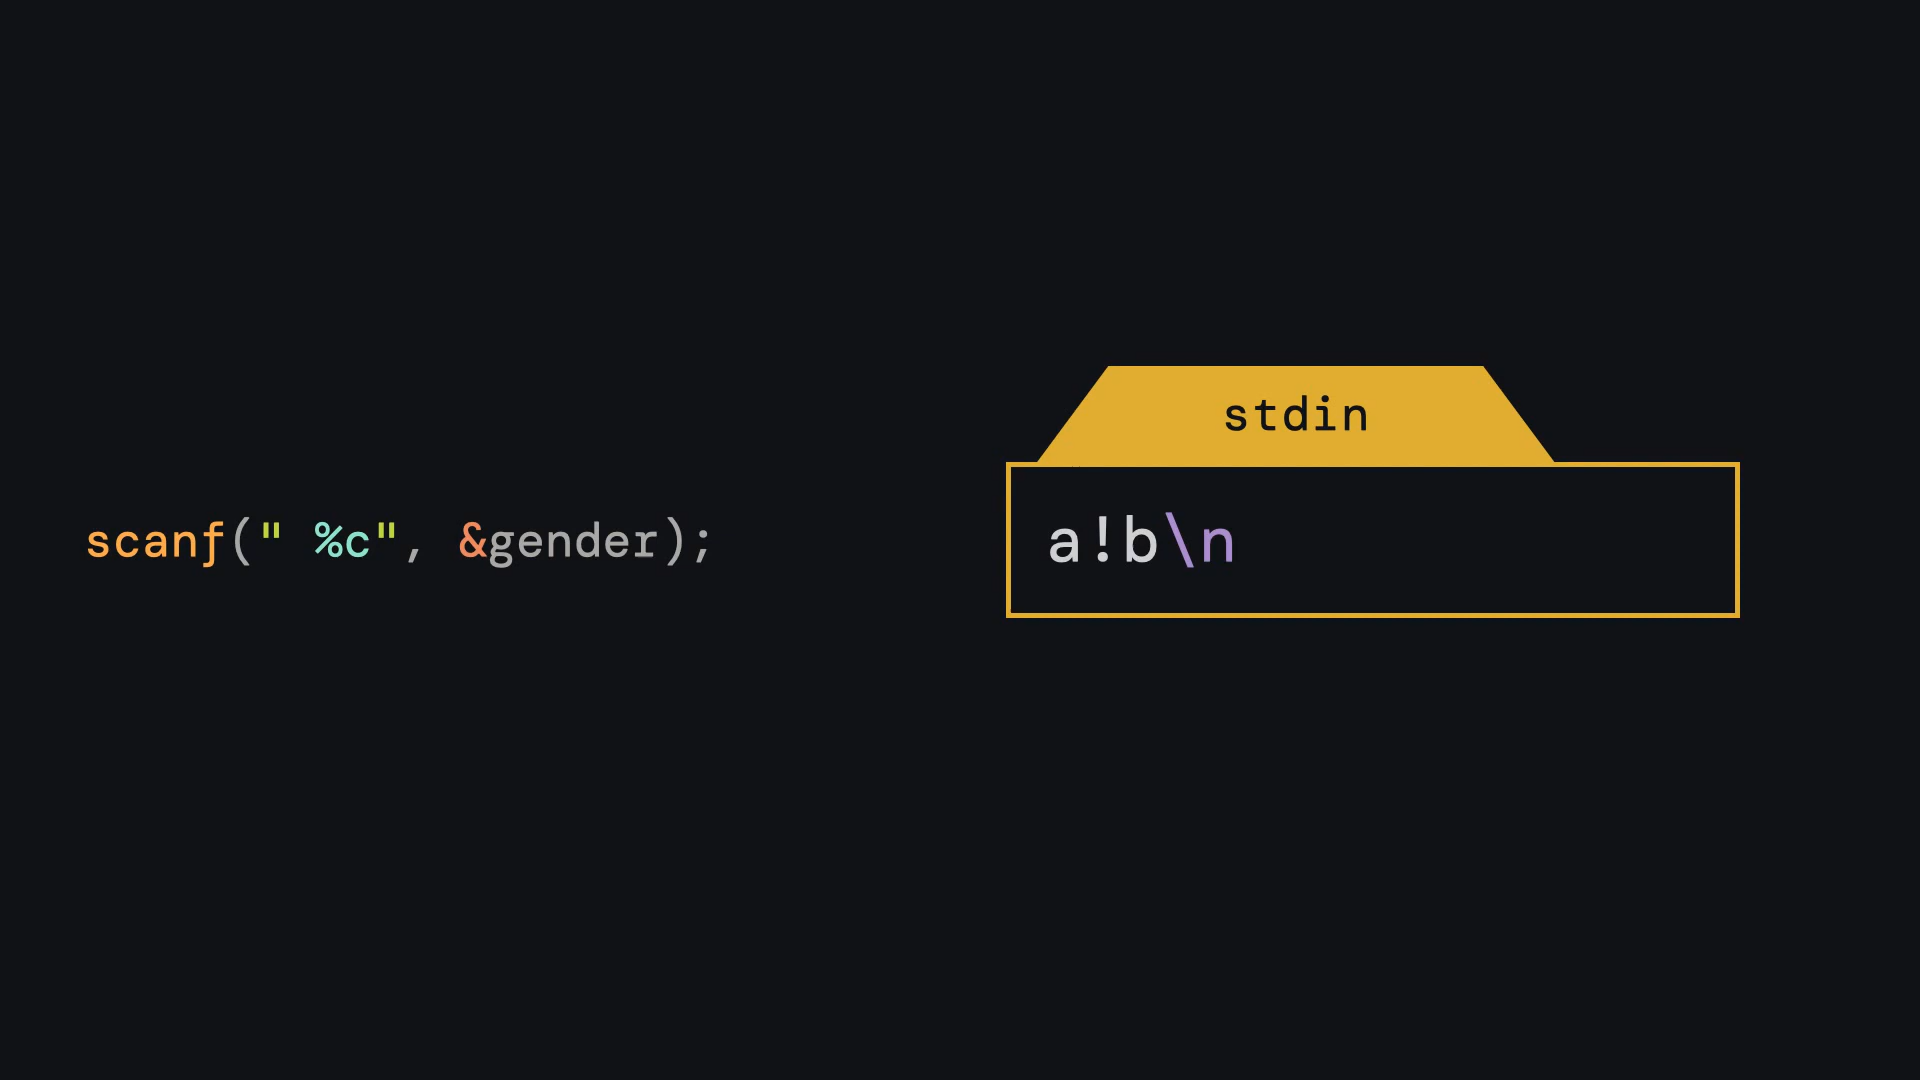 stdin
scanf(" %c", &gender);
a!b\n